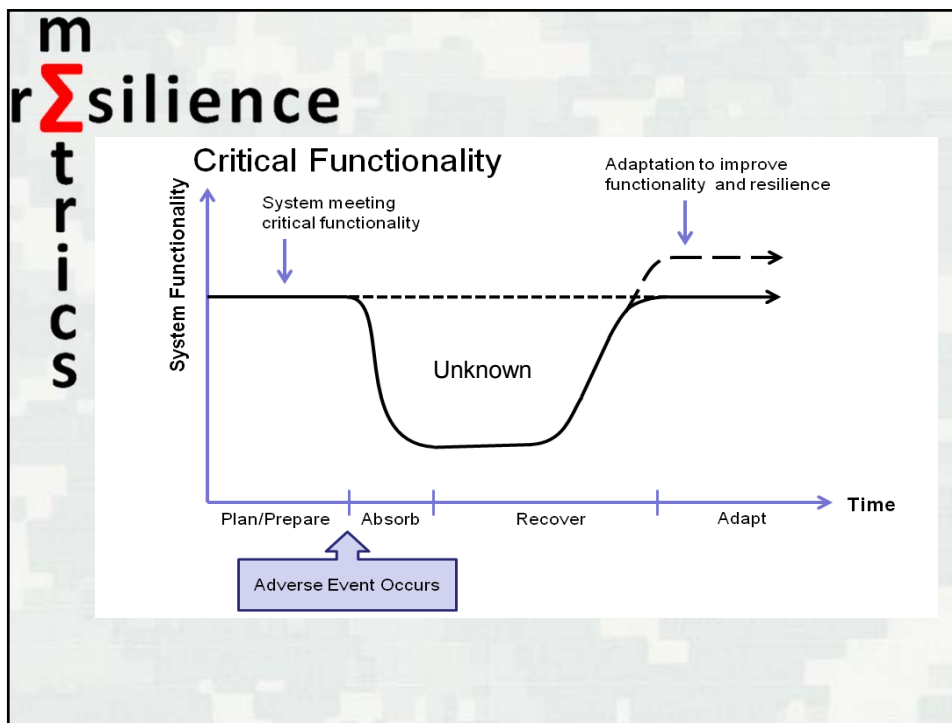 mΣtrics
rΣsilience
Critical Functionality
System meeting
critical functionality
Adaptation to improve
functionality and resilience
System Functionality
Unknown
Time
Plan/Prepare
Absorb
Recover
Adapt
Adverse Event Occurs